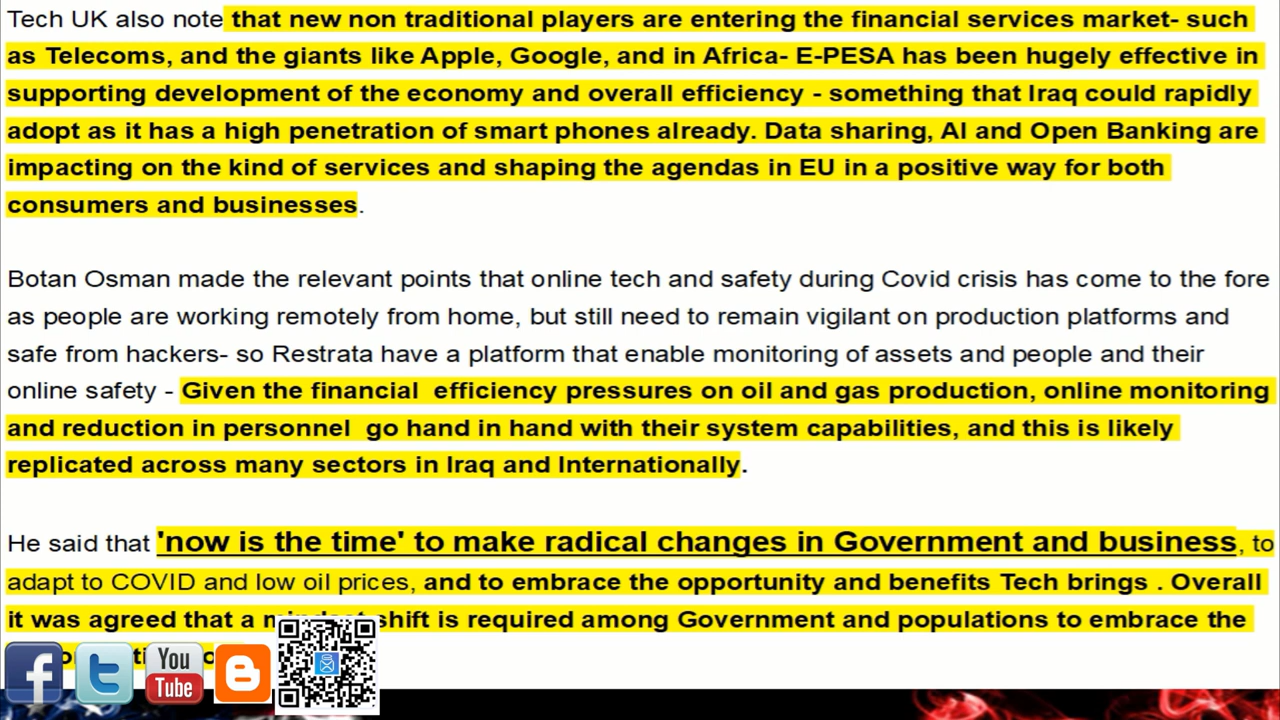 Tech UK also note that new non traditional players are entering the financial services market- such
as Telecoms, and the giants like Apple, Google, and in Africa- E-PESA has been hugely effective in
supporting development of the economy and overall efficiency - something that Iraq could rapidly
adopt as it has a high penetration of smart phones already. Data sharing, AI and Open Banking are
impacting on the kind of services and shaping the agendas in EU in a positive way for both
consumers and businesses.
Botan Osman made the relevant points that online tech and safety during Covid crisis has come to the fore
as people are working remotely from home, but still need to remain vigilant on production platforms and
safe from hackers- so Restrata have a platform that enable monitoring of assets and people and their
online safety - Given the financial efficiency pressures on oil and gas production, online monitoring
and reduction in personnel go hand in hand with their system capabilities, and this is likely
replicated across many sectors in Iraq and Internationally.
He said that 'now is the time' to make radical changes in Government and business, to
adapt to COVID and low oil prices, and to embrace the opportunity and benefits Tech brings . Overall
it was agreed that a shift is required among Government and populations to embrace the
You
Tube